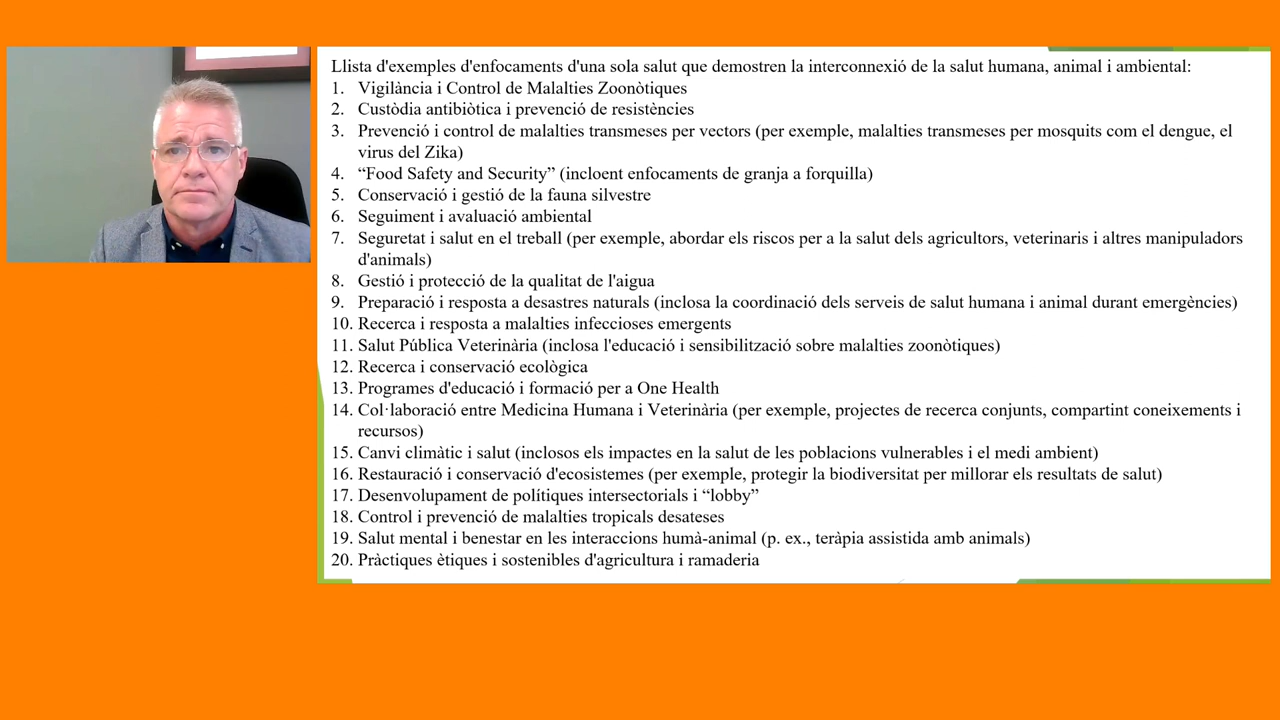 Llista d'exemples d'enfocaments d'una sola salut que demostren la interconnexió de la salut humana, animal i ambiental:
1. Vigilància i Control de Malalties Zoonòtiques
2. Custòdia antibiòtica i prevenció de resistències
3. Prevenció i control de malalties transmeses per vectors (per exemple, malalties transmeses per mosquits com el dengue, el
virus del Zika)
4. “Food Safety and Security” (incloent enfocaments de granja a forquilla)
5. Conservació i gestió de la fauna silvestre
6. Seguiment i avaluació ambiental
7. Seguretat i salut en el treball (per exemple, abordar els riscos per a la salut dels agricultors, veterinaris i altres manipuladors
d'animals)
8. Gestió i protecció de la qualitat de l'aigua
9. Preparació i resposta a desastres naturals (inclosa la coordinació dels serveis de salut humana i animal durant emergències)
10. Recerca i resposta a malalties infeccioses emergents
11. Salut Pública Veterinària (inclosa l'educació i sensibilització sobre malalties zoonòtiques)
12. Recerca i conservació ecològica
13. Programes d'educació i formació per a One Health
14. Col·laboració entre Medicina Humana i Veterinària (per exemple, projectes de recerca conjunts, compartint coneixements i
recursos)
15. Canvi climàtic i salut (inclosos els impactes en la salut de les poblacions vulnerables i el medi ambient)
16. Restauració i conservació d'ecosistemes (per exemple, protegir la biodiversitat per millorar els resultats de salut)
17. Desenvolupament de polítiques intersectorials i “lobby”
18. Control i prevenció de malalties tropicals desateses
19. Salut mental i benestar en les interaccions humà-animal (p. ex., teràpia assistida amb animals)
20. Pràctiques ètiques i sostenibles d'agricultura i ramaderia